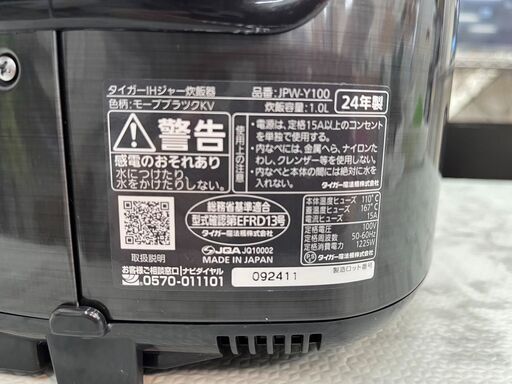 タイガーIHジャー炊飯器
品番:JPW-Y100
24年製
色柄:モーブブラックKV
炊飯容量:1.0L
警告
感電のおそれあり
水につけたり、
水をかけたりしない。
使用上の注意
・電源は、定格15A以上のコンセント
を単独で使用する。
・内なべには、金属へら、ナイロンた
わし、クレンザー等を使用しない。
・内なべと本体の間には絶対に水を
入れない。
タイガー魔法瓶株式会社
総務省基準適合
型式確認第EFRD13号
タイガー魔法瓶株式会社
JQA JQ10002
MADE IN JAPAN
取扱説明
お客様ご相談窓口 ナビダイヤル
0570-011101
本体温度ヒューズ 110℃
蓋温度ヒューズ 167℃
電流ヒューズ 15A
定格電圧 100V
定格周波数 50-60Hz
定格消費電力 1225W
タイガー魔法瓶株式会社
092411
製造ロット番号